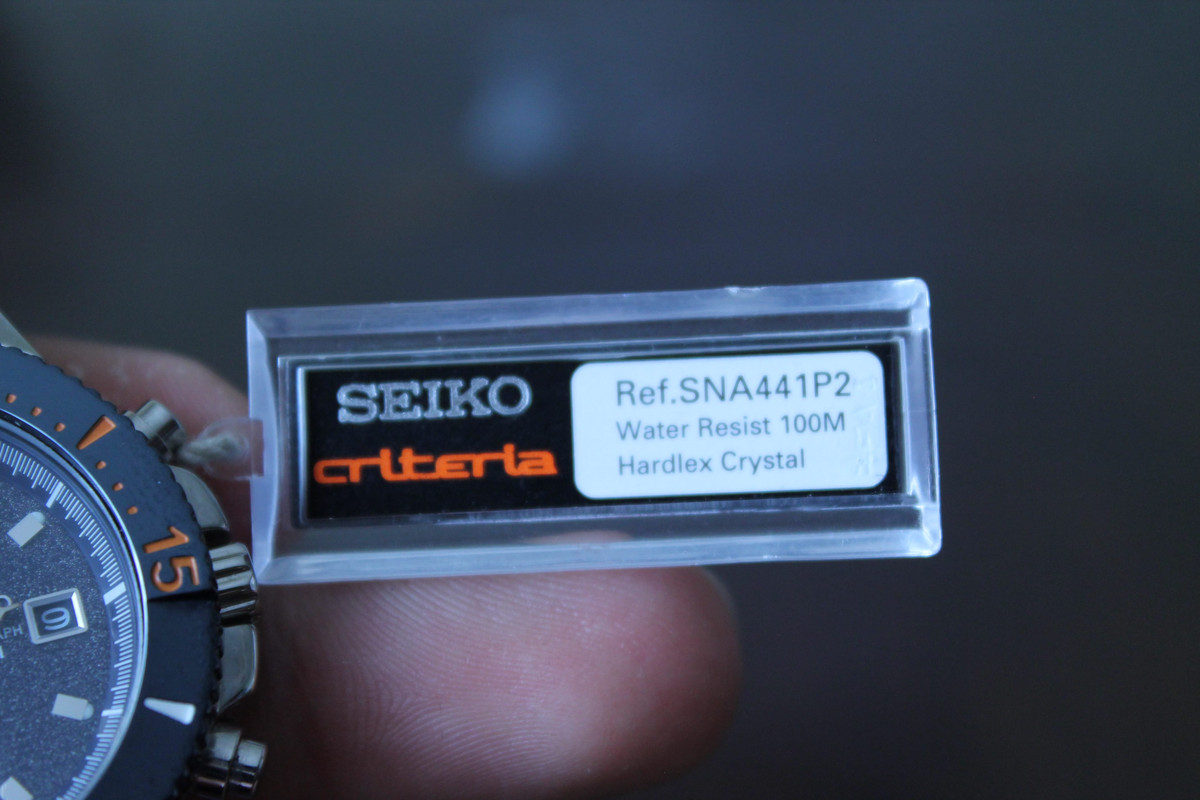 SEIKO
criteria
Ref.SNA441P2
Water Resist 100M
Hardlex Crystal
15
9